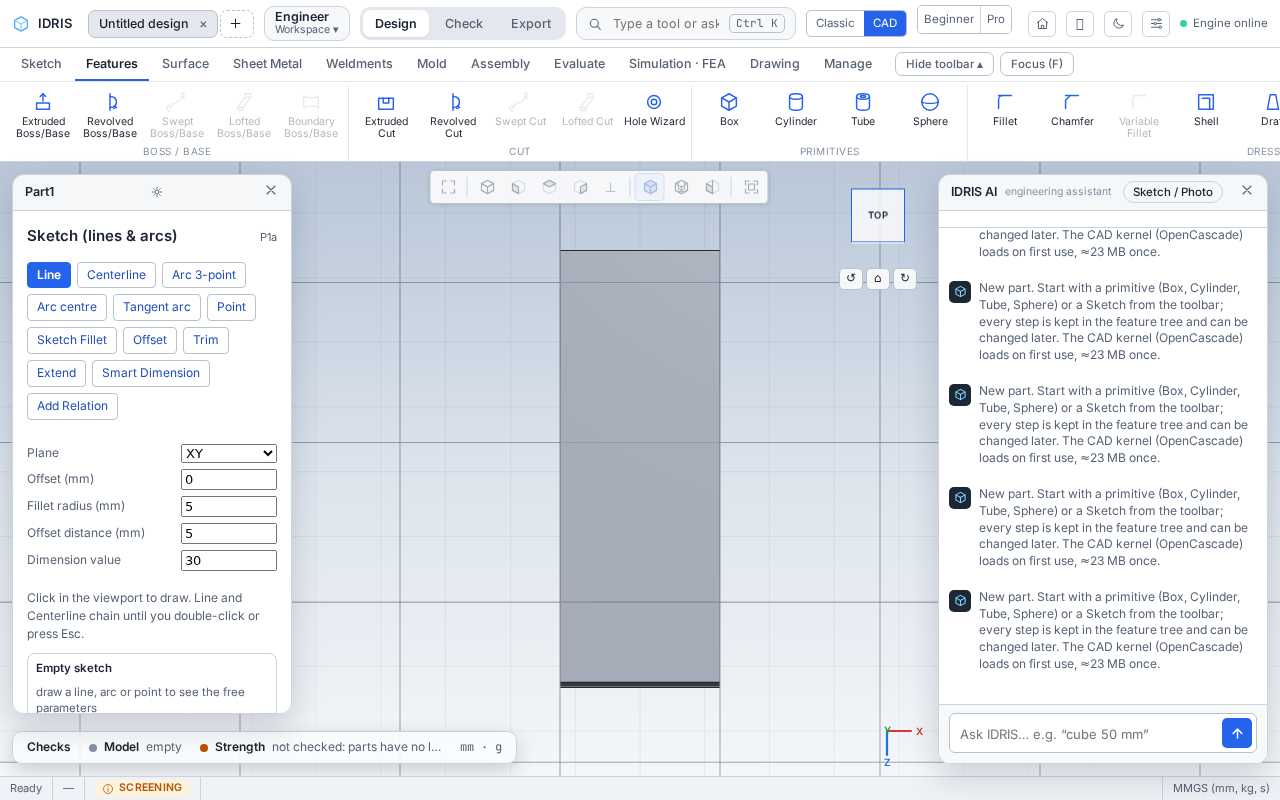 IDRIS
Untitled design ×
+
Engineer
Workspace ▾
Design
Check
Export
Type a tool or ask
Ctrl K
Classic
CAD
Beginner
Pro
Engine online
Sketch
Features
Surface
Sheet Metal
Weldments
Mold
Assembly
Evaluate
Simulation · FEA
Drawing
Manage
Hide toolbar ▴
Focus (F)
Extruded Boss/Base
Revolved Boss/Base
Swept Boss/Base
Lofted Boss/Base
Boundary Boss/Base
BOSS / BASE
Extruded Cut
Revolved Cut
Swept Cut
Lofted Cut
Hole Wizard
CUT
Box
Cylinder
Tube
Sphere
PRIMITIVES
Fillet
Chamfer
Variable Fillet
Shell
Draf
DRESS
Part1
Sketch (lines & arcs)
P1a
Line
Centerline
Arc 3-point
Arc centre
Tangent arc
Point
Sketch Fillet
Offset
Trim
Extend
Smart Dimension
Add Relation
Plane
XY
Offset (mm)
0
Fillet radius (mm)
5
Offset distance (mm)
5
Dimension value
30
Click in the viewport to draw. Line and
Centerline chain until you double-click or
press Esc.
Empty sketch
draw a line, arc or point to see the free
parameters
TOP
↺
⌂
↻
IDRIS AI
engineering assistant
Sketch / Photo
changed later. The CAD kernel (OpenCascade)
loads on first use, ≈23 MB once.
New part. Start with a primitive (Box, Cylinder,
Tube, Sphere) or a Sketch from the toolbar;
every step is kept in the feature tree and can be
changed later. The CAD kernel (OpenCascade)
loads on first use, ≈23 MB once.
New part. Start with a primitive (Box, Cylinder,
Tube, Sphere) or a Sketch from the toolbar;
every step is kept in the feature tree and can be
changed later. The CAD kernel (OpenCascade)
loads on first use, ≈23 MB once.
New part. Start with a primitive (Box, Cylinder,
Tube, Sphere) or a Sketch from the toolbar;
every step is kept in the feature tree and can be
changed later. The CAD kernel (OpenCascade)
loads on first use, ≈23 MB once.
New part. Start with a primitive (Box, Cylinder,
Tube, Sphere) or a Sketch from the toolbar;
every step is kept in the feature tree and can be
changed later. The CAD kernel (OpenCascade)
loads on first use, ≈23 MB once.
Ask IDRIS… e.g. “cube 50 mm”
Checks
Model empty
Strength not checked: parts have no l…
mm · g
Y
X
Z
Ready
—
SCREENING
MMGS (mm, kg, s)